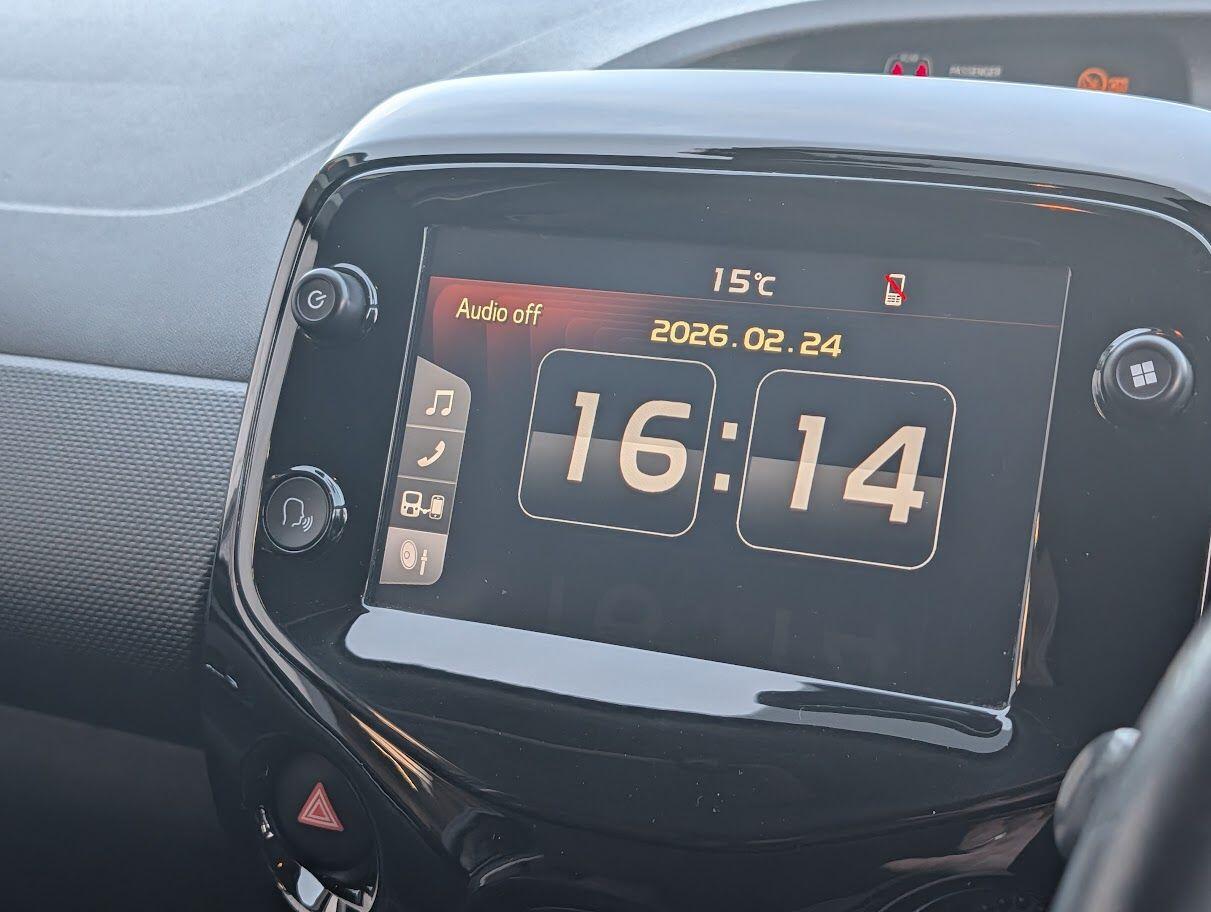 PASSENGER
15°C
Audio off
2026.02.24
16:14